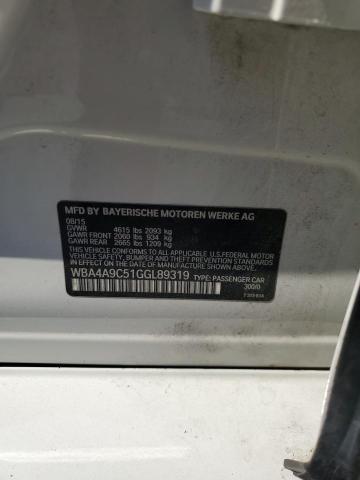 MFD BY BAYERISCHE MOTOREN WERKE AG
08/15
GVWR 4615 lbs 2093 kg
GAWR FRONT 2060 lbs 934 kg
GAWR REAR 2665 lbs 1209 kg
THIS VEHICLE CONFORMS TO ALL APPLICABLE
U.S. FEDERAL MOTOR VEHICLE SAFETY,
BUMPER, AND THEFT PREVENTION STANDARDS
IN EFFECT ON THE DATE OF MANUFACTURE
SHOWN ABOVE.
WBA4A9C51GGL89319 TYPE: PASSENGER CAR
300/0